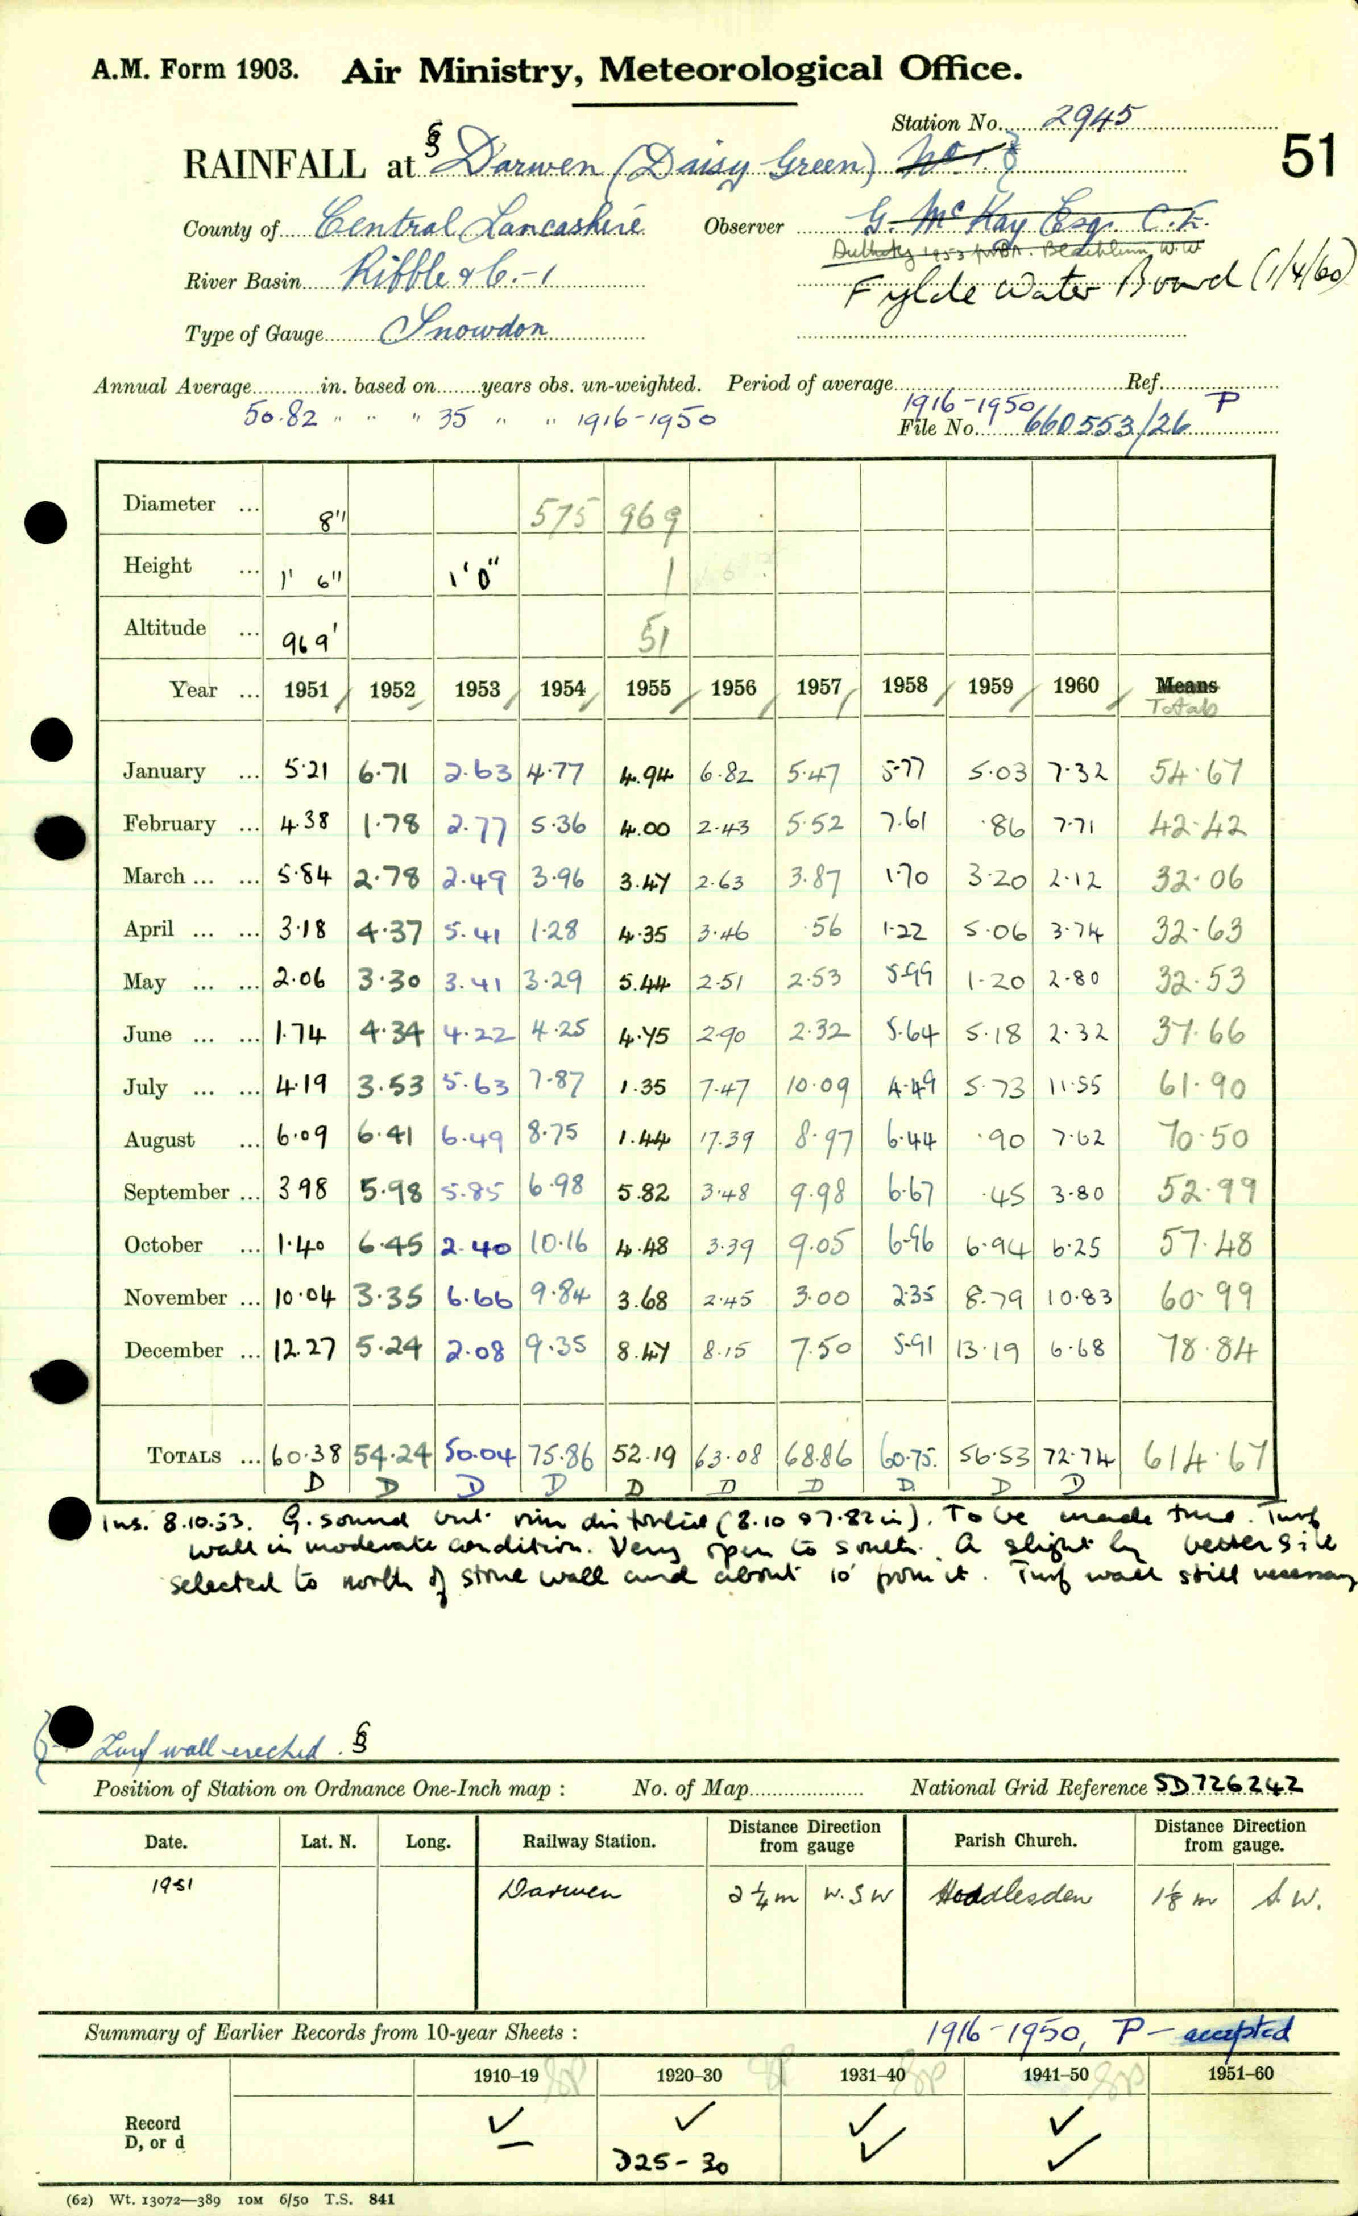 A.M. Form 1903. Air Ministry, Meteorological Office.
Station No. 2945
51
RAINFALL at § Darwen (Daisy Green) No. 1. §
County of Central Lancashire Observer G. McKay Esq. C.E.
1953 Blackburn W.W.
River Basin Ribble &c.-1 Fylde Water Board (1/4/60)
Type of Gauge Snowdon
Annual Average in. based on years obs. un-weighted. Period of average Ref.
50.82 " " " 35 " " 1916-1950 1916-1950 P
File No. 660553/26
Diameter ... 8" 575 969
Height ... 1' 6" 1'0" 1
Altitude ... 969' 51
Year ... 1951 1952 1953 1954 1955 1956 1957 1958 1959 1960 Means
Totals
January ... 5.21 6.71 2.63 4.77 4.94 6.82 5.47 5.77 5.03 7.32 54.67
February ... 4.38 1.78 2.77 5.36 4.00 2.43 5.52 7.61 .86 7.71 42.42
March ... ... 5.84 2.78 2.49 3.96 3.47 2.63 3.87 1.70 3.20 2.12 32.06
April ... ... 3.18 4.37 5.41 1.28 4.35 3.46 .56 1.22 5.06 3.74 32.63
May ... ... 2.06 3.30 3.41 3.29 5.44 2.51 2.53 5.99 1.20 2.80 32.53
June ... ... 1.74 4.34 4.22 4.25 4.75 2.90 2.32 5.64 5.18 2.32 37.66
July ... ... 4.19 3.53 5.63 7.87 1.35 7.47 10.09 4.49 5.73 11.55 61.90
August ... 6.09 6.41 6.49 8.75 1.44 17.39 8.97 6.44 .90 7.62 70.50
September ... 3.98 5.98 5.85 6.98 5.82 3.48 9.98 6.67 .45 3.80 52.99
October ... 1.40 6.45 2.40 10.16 4.48 3.39 9.05 6.96 6.94 6.25 57.48
November ... 10.04 3.35 6.66 9.84 3.68 2.45 3.00 2.35 8.79 10.83 60.99
December ... 12.27 5.24 2.08 9.35 8.47 8.15 7.50 5.91 13.19 6.68 78.84
TOTALS ... 60.38 54.24 50.04 75.86 52.19 63.08 68.86 60.75. 56.53 72.74 614.67
D D D D D D D D. D D
Ins. 8.10.53. G. sound but rim distorted (8.10 & 7.82 in). To be made true. Turf
wall in moderate condition. Very open to south. A slightly better site
selected to north of stone wall and about 10' from it. Turf wall still necessary
Turf wall erected. §
Position of Station on Ordnance One-Inch map : No. of Map National Grid Reference SD726242
Date. Lat. N. Long. Railway Station. Distance Direction from gauge Parish Church. Distance Direction from gauge.
1951 Darwen 2¼m W.SW Hoddlesden 1⅛ m S.W.
Summary of Earlier Records from 10-year Sheets : 1916-1950, P- accepted
1910–19 1920–30 1931–40 1941–50 1951–60
Record ✓ ✓ ✓ ✓
D, or d — D25-30 ✓ ✓
(62) Wt. 13072—389 IOM 6/50 T.S. 841